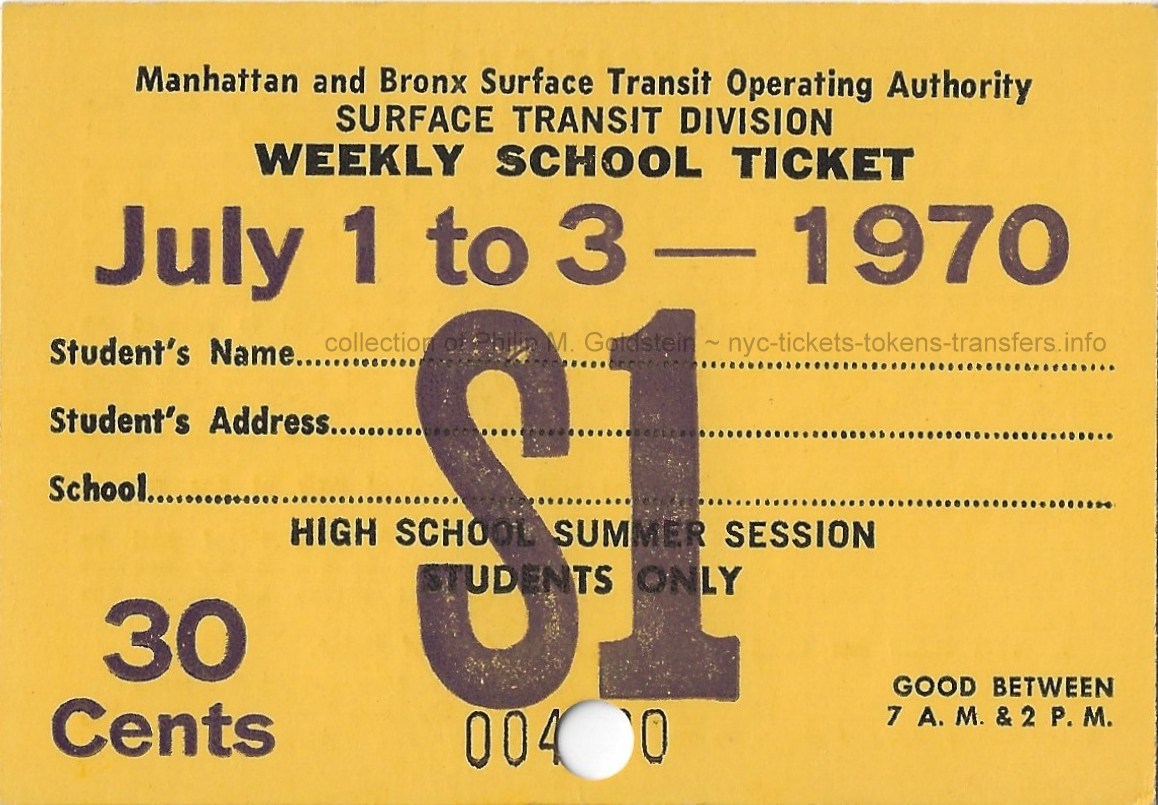 Manhattan and Bronx Surface Transit Operating Authority
SURFACE TRANSIT DIVISION
WEEKLY SCHOOL TICKET
July 1 to 3 — 1970
collection of Philip M. Goldstein ~ nyc-tickets-tokens-transfers.info
Student's Name
Student's Address
School
S1
HIGH SCHOOL SUMMER SESSION
STUDENTS ONLY
30
Cents
GOOD BETWEEN
7 A. M. & 2 P. M.